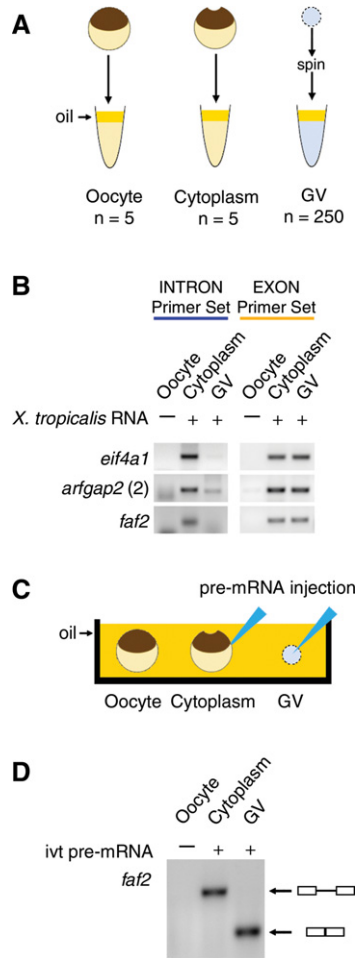 A
spin
oil
Oocyte Cytoplasm GV
n = 5 n = 5 n = 250
B
INTRON EXON
Primer Set Primer Set
Oocyte Cytoplasm GV Oocyte Cytoplasm GV
X. tropicalis RNA — + + — + +
eif4a1
arfgap2 (2)
faf2
C
pre-mRNA injection
oil
Oocyte Cytoplasm GV
D
Oocyte Cytoplasm GV
ivt pre-mRNA — + +
faf2